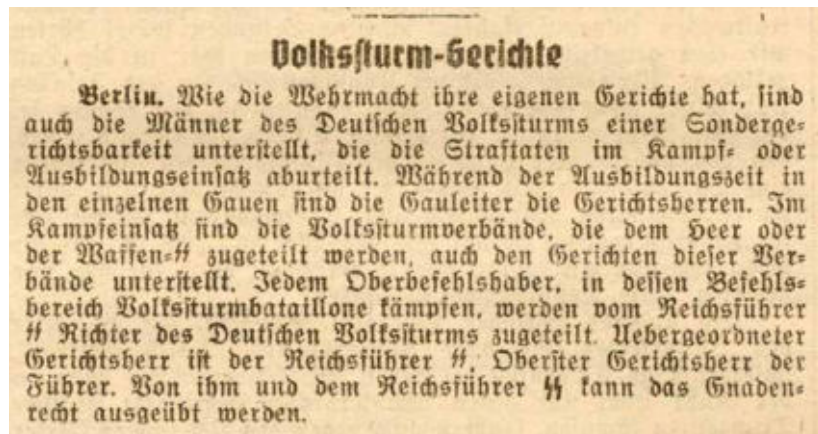 Volkssturm-Gerichte
Berlin. Wie die Wehrmacht ihre eigenen Gerichte hat, sind
auch die Männer des Deutschen Volkssturms einer Sonderge-
richtsbarkeit unterstellt, die die Straftaten im Kampf- oder
Ausbildungseinsatz aburteilt. Während der Ausbildungszeit in
den einzelnen Gauen sind die Gauleiter die Gerichtsherren. Im
Kampfeinsatz sind die Volkssturmverbände, die dem Heer oder
der Waffen-SS zugeteilt werden, auch den Gerichten dieser Ver-
bände unterstellt. Jedem Oberbefehlshaber, in dessen Befehls-
bereich Volkssturmbataillone kämpfen, werden vom Reichsführer
SS Richter des Deutschen Volkssturms zugeteilt. Uebergeordneter
Gerichtsherr ist der Reichsführer SS, Oberster Gerichtsherr der
Führer. Von ihm und dem Reichsführer SS kann das Gnaden-
recht ausgeübt werden.